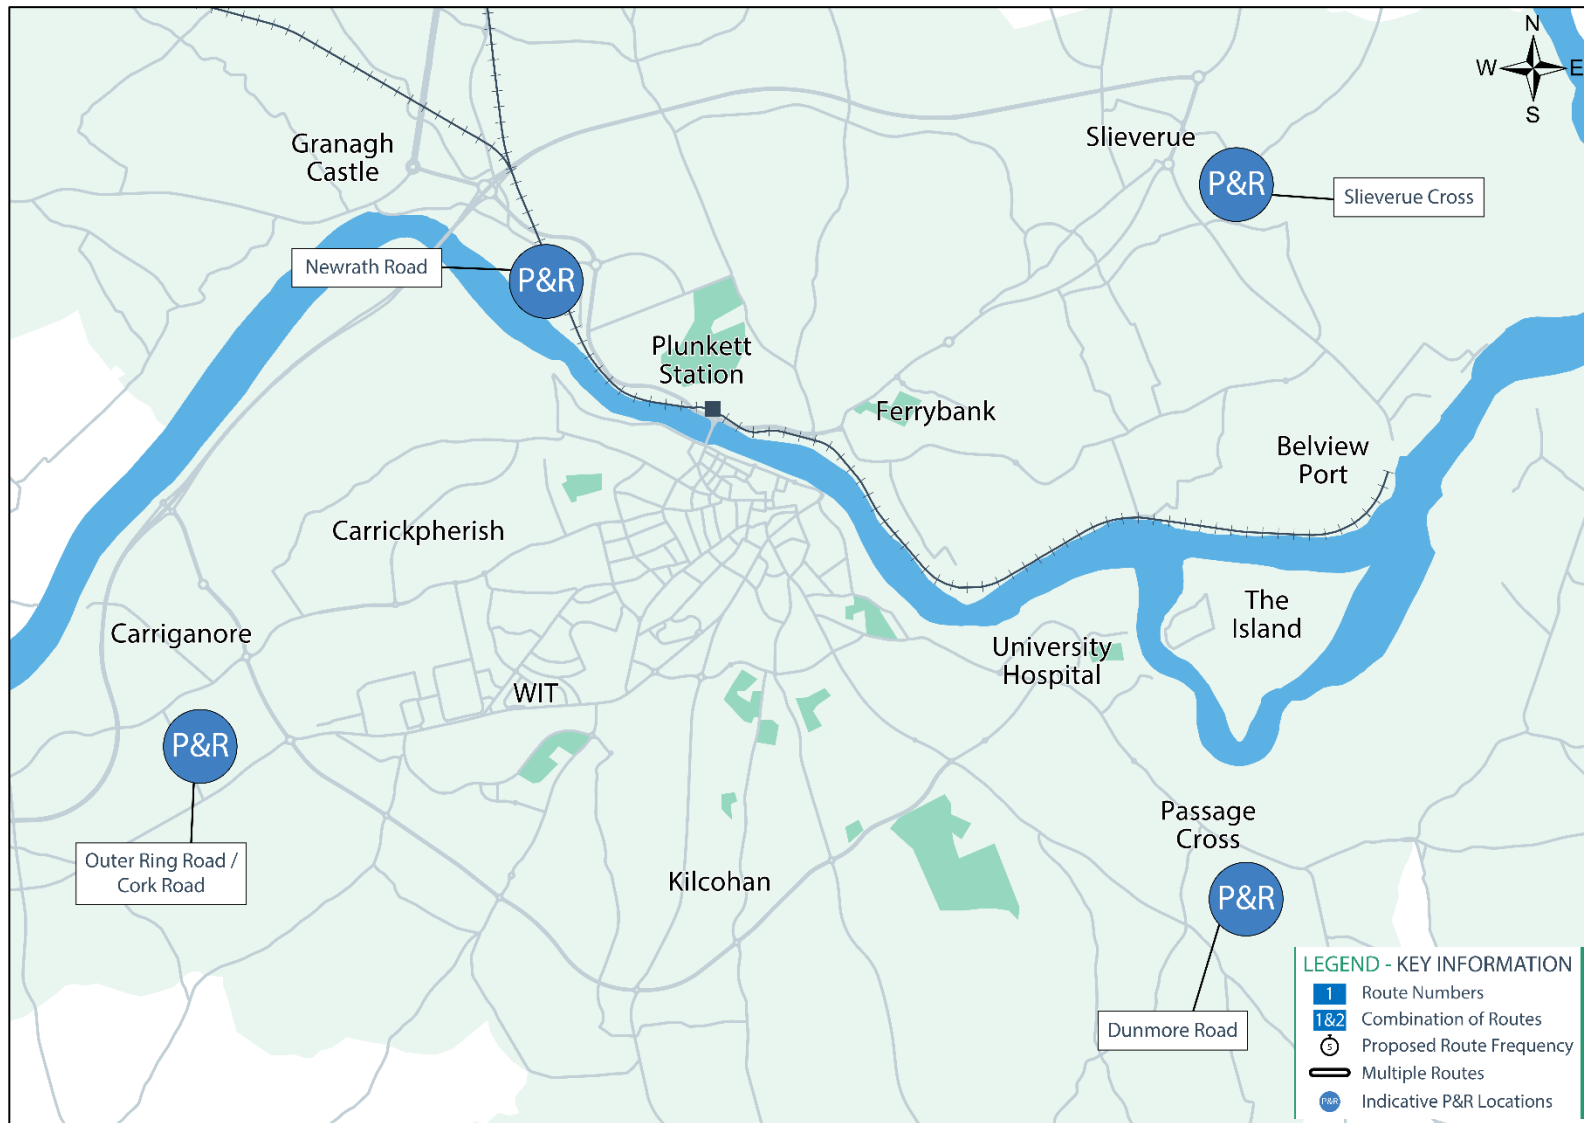 N
W
E
S
Granagh
Castle
Slieverue
P&R
Slieverue Cross
Newrath Road
P&R
Plunkett
Station
Ferrybank
Belview
Port
Carrickpherish
The
Island
Carriganore
University
Hospital
WIT
P&R
Passage
Cross
Outer Ring Road /
Cork Road
Kilcohan
P&R
Dunmore Road
LEGEND - KEY INFORMATION
1 Route Numbers
1&2 Combination of Routes
5 Proposed Route Frequency
Multiple Routes
P&R Indicative P&R Locations